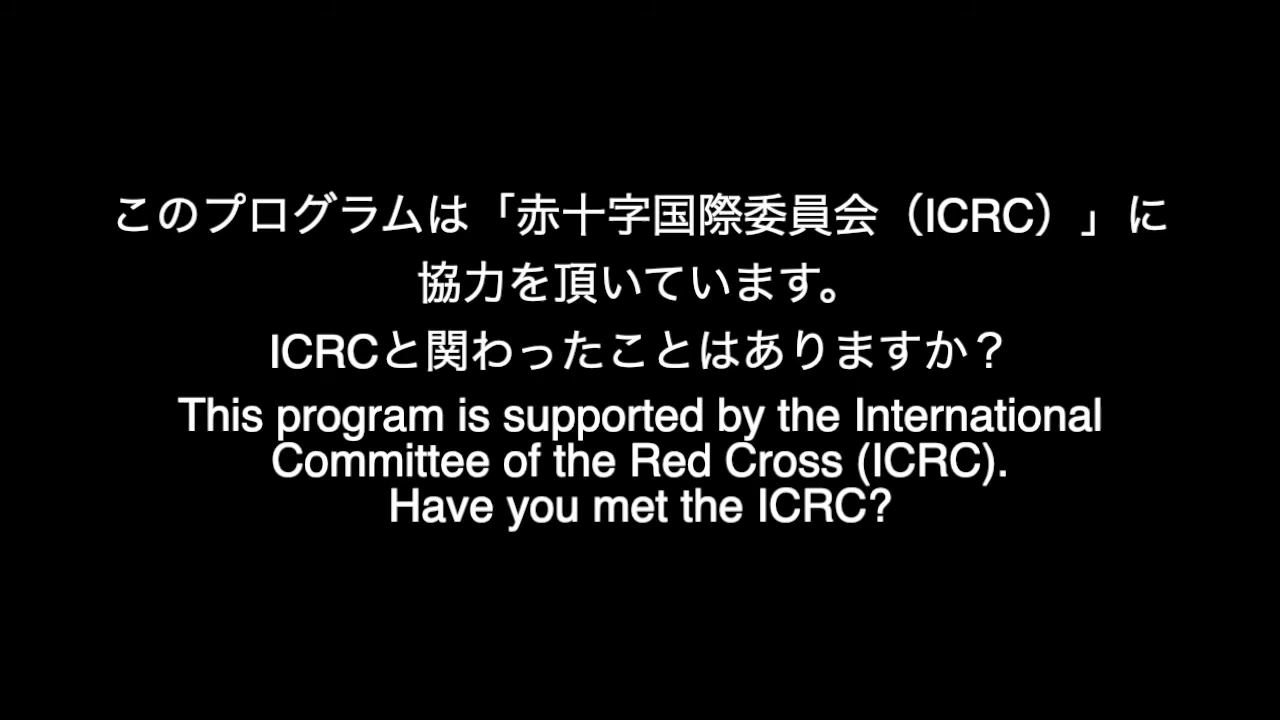 このプログラムは「赤十字国際委員会（ICRC）」に
協力を頂いています。
ICRCと関わったことはありますか？
This program is supported by the International
Committee of the Red Cross (ICRC).
Have you met the ICRC?